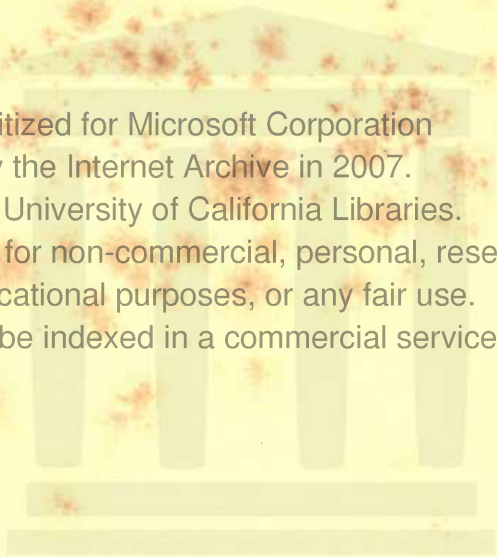 itized for Microsoft Corporation
y the Internet Archive in 2007.
University of California Libraries.
for non-commercial, personal, rese
cational purposes, or any fair use.
be indexed in a commercial service